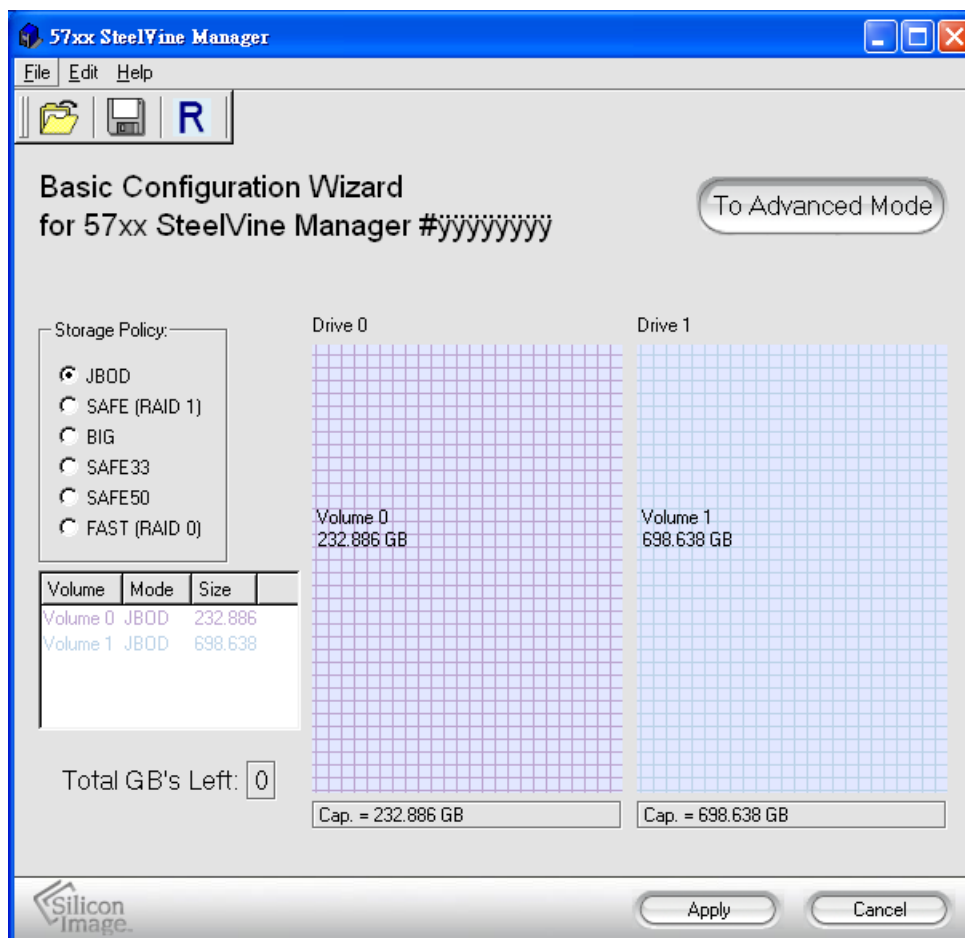 57xx SteelVine Manager
File Edit Help
R
Basic Configuration Wizard
for 57xx SteelVine Manager #ÿÿÿÿÿÿÿÿÿ
To Advanced Mode
Storage Policy:
JBOD
SAFE (RAID 1)
BIG
SAFE33
SAFE50
FAST (RAID 0)
Volume Mode Size
Volume 0 JBOD 232.886
Volume 1 JBOD 698.638
Total GB's Left: 0
Drive 0
Volume 0
232.886 GB
Cap. = 232.886 GB
Drive 1
Volume 1
698.638 GB
Cap. = 698.638 GB
Silicon
Image.
Apply
Cancel